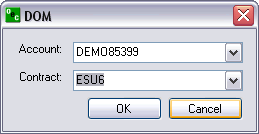 DOM
Account: DEMO85399
Contract: ESU6
OK Cancel